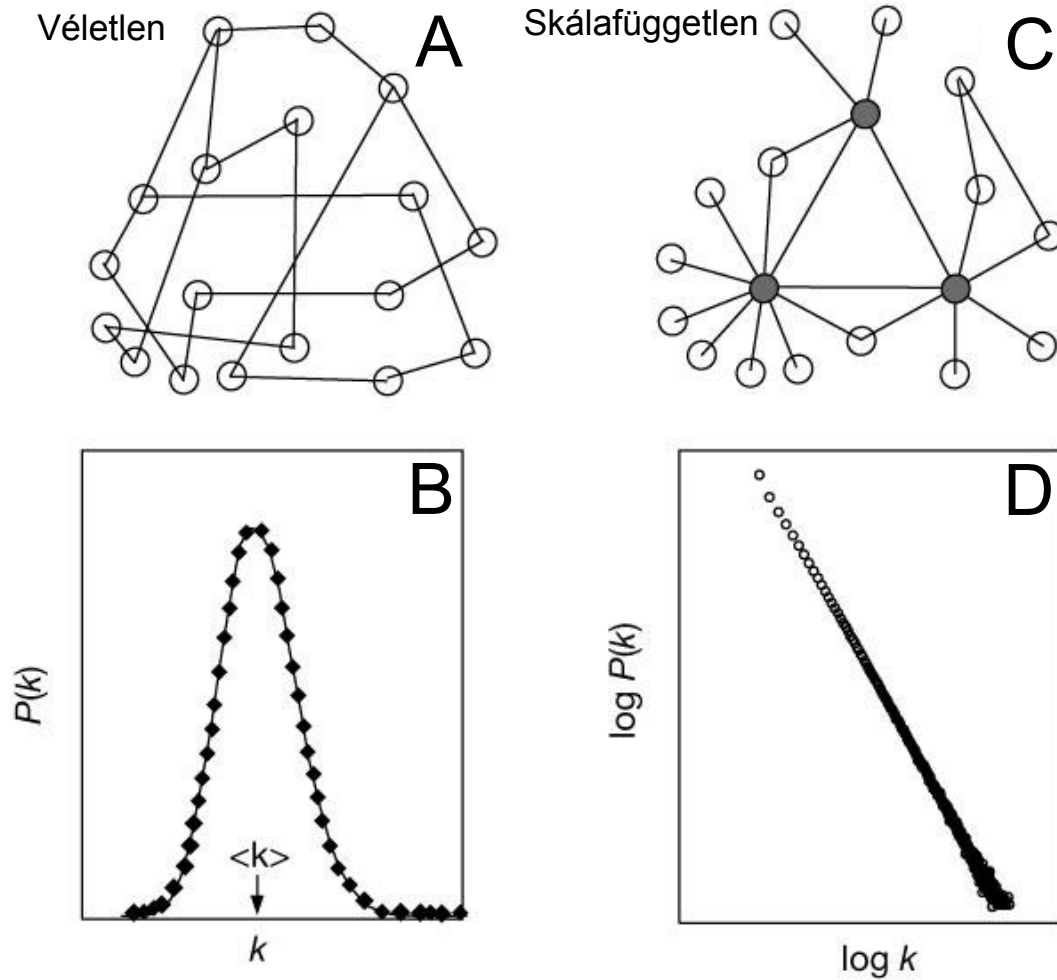 Véletlen
A
Skálafüggetlen
C
B
P(k)
<k>
k
D
log P(k)
log k